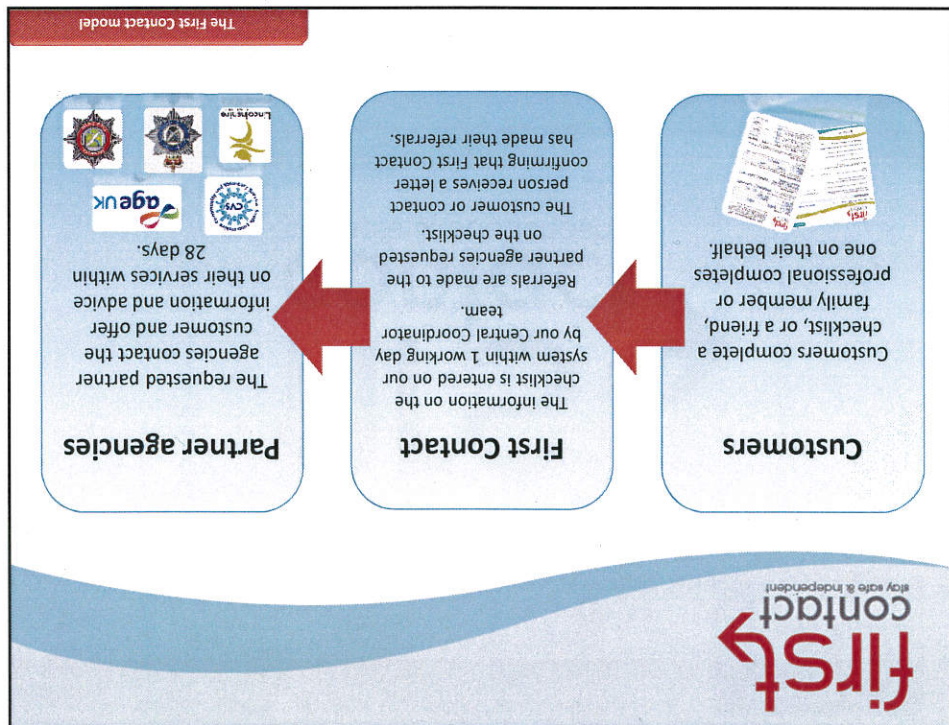 first
contact
stay safe & independent
Customers
Customers complete a
checklist, or a friend,
family member or
professional completes
one on their behalf.
first
first
First Contact
The information on the
checklist is entered on our
system within 1 working day
by our Central Coordinator
team.
Referrals are made to the
partner agencies requested
on the checklist.
The customer or contact
person receives a letter
confirming that First Contact
has made their referrals.
Partner agencies
The requested partner
agencies contact the
customer and offer
information and advice
on their services within
28 days.
CVS
age UK
Lincolnshire
The First Contact model